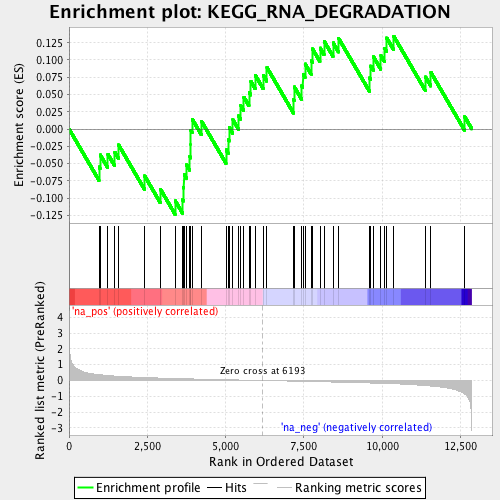 Enrichment plot: KEGG_RNA_DEGRADATION
Enrichment score (ES)
0.125
0.100
0.075
0.050
0.025
0.000
-0.025
-0.050
-0.075
-0.100
-0.125
'na_pos' (positively correlated)
Ranked list metric (PreRanked)
4
3
2
1
0
-1
-2
-3
Zero cross at 6193
'na_neg' (negatively correlated)
0
2,500
5,000
7,500
10,000
12,500
Rank in Ordered Dataset
Enrichment profile
Hits
Ranking metric scores